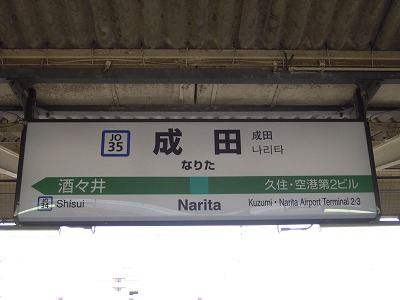 JO
35
成田
成田
나리타
なりた
酒々井
久住・空港第2ビル
JO
34
Shisui
Narita
Kuzumi・Narita Airport Terminal 2·3